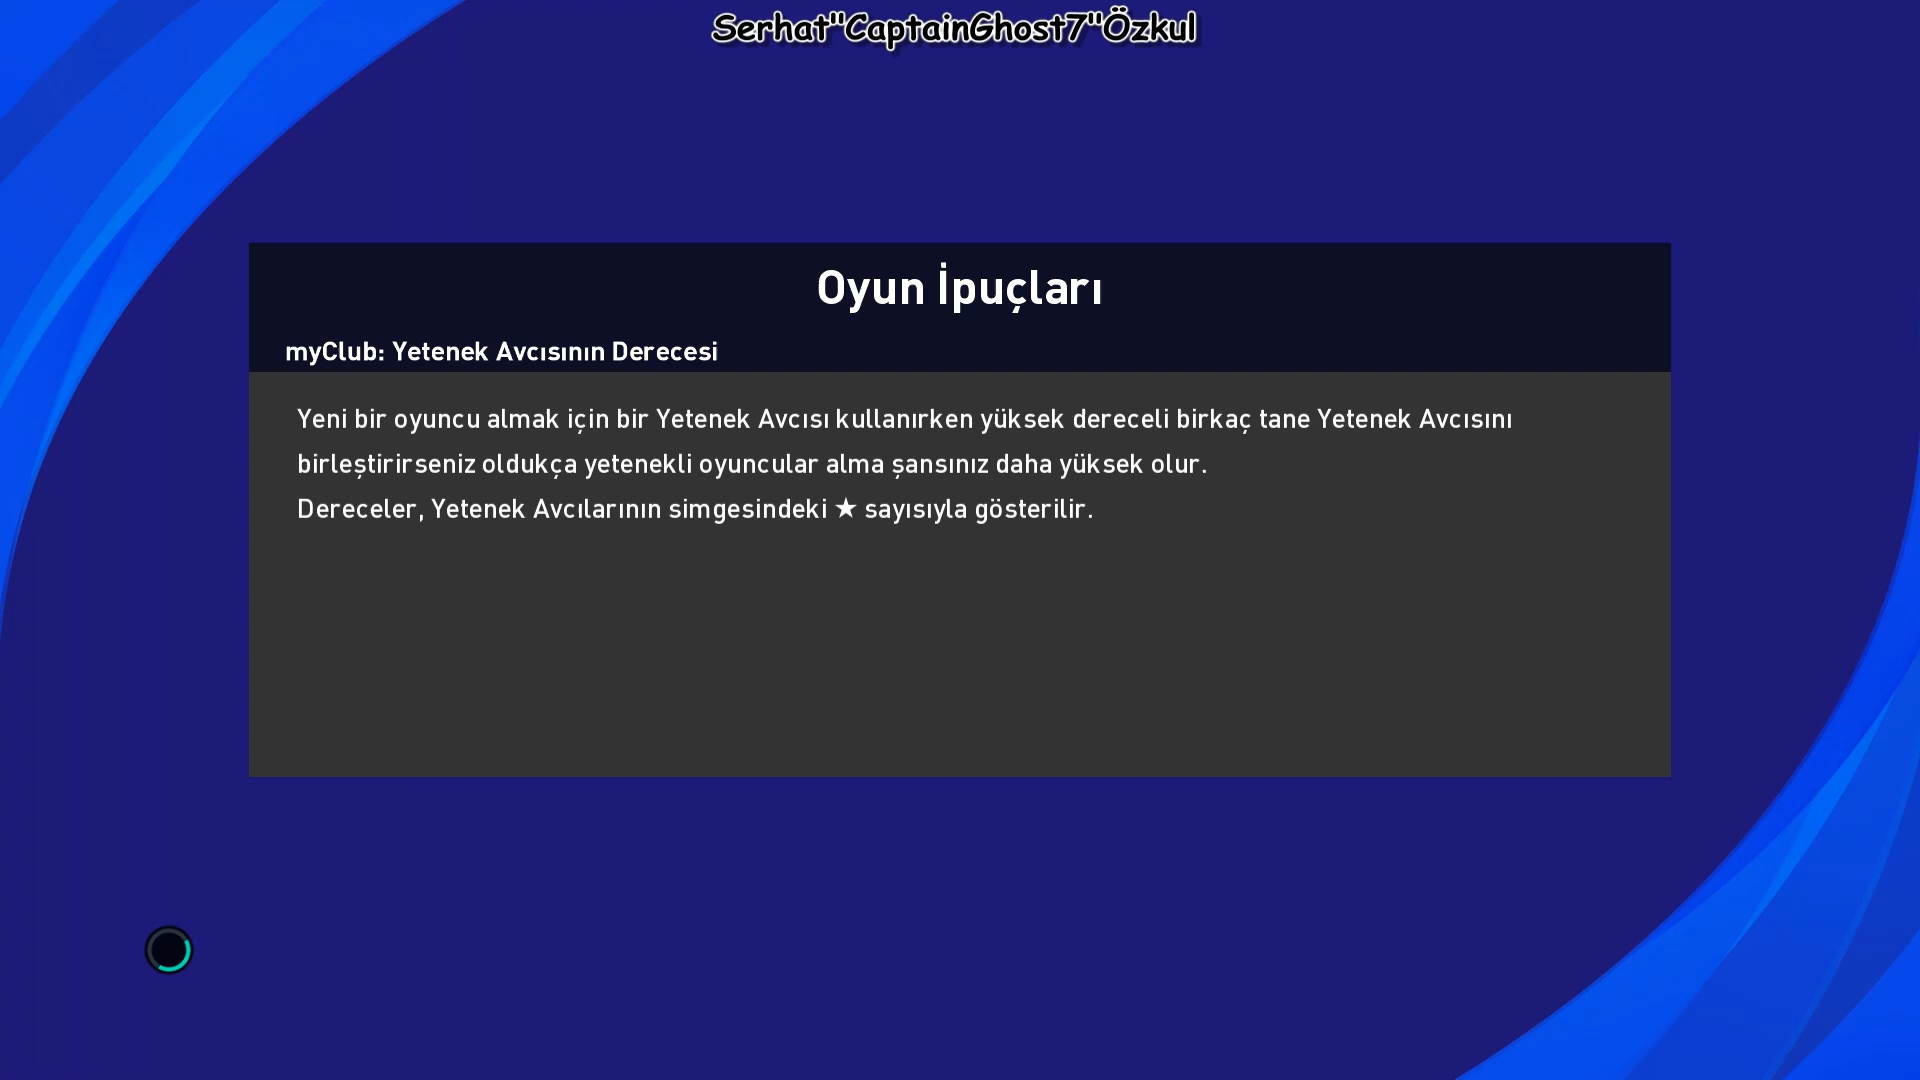 Serhat"CaptainGhost7"Özkul
Oyun İpuçları
myClub: Yetenek Avcısının Derecesi
Yeni bir oyuncu almak için bir Yetenek Avcısı kullanırken yüksek dereceli birkaç tane Yetenek Avcısını
birleştirirseniz oldukça yetenekli oyuncular alma şansınız daha yüksek olur.
Dereceler, Yetenek Avcılarının simgesindeki ★ sayısıyla gösterilir.